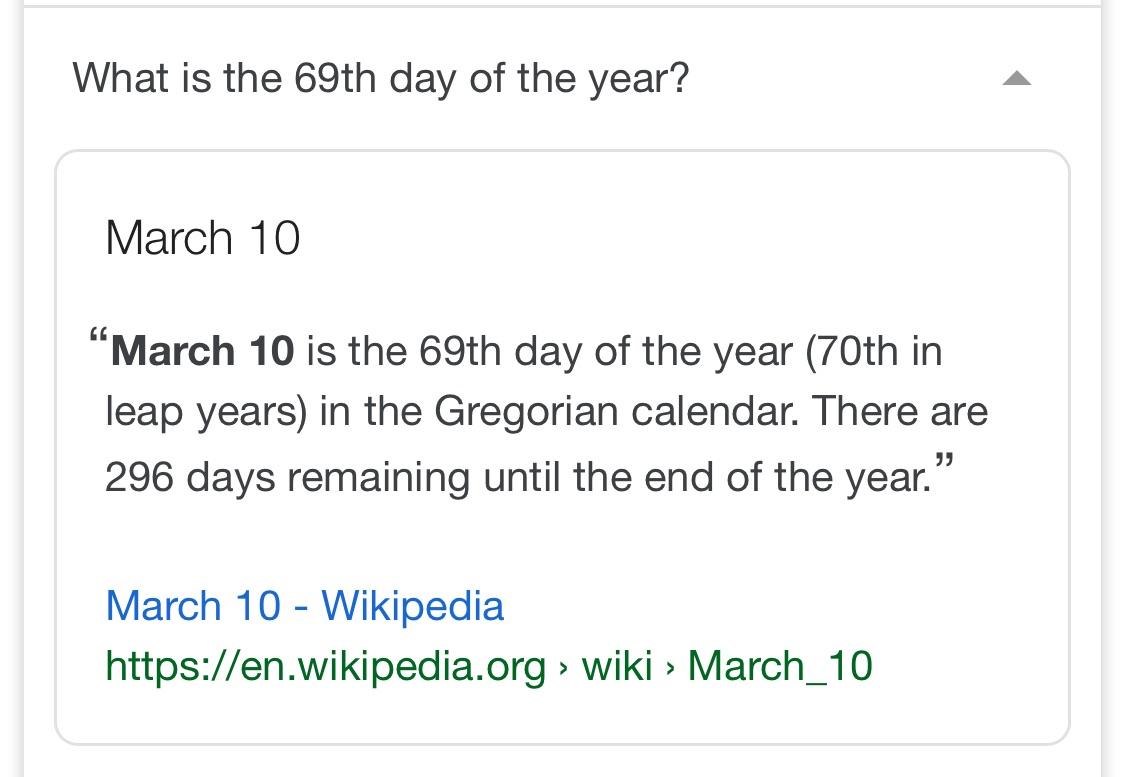 What is the 69th day of the year?
March 10
“March 10 is the 69th day of the year (70th in
leap years) in the Gregorian calendar. There are
296 days remaining until the end of the year.”
March 10 - Wikipedia
https://en.wikipedia.org › wiki › March_10